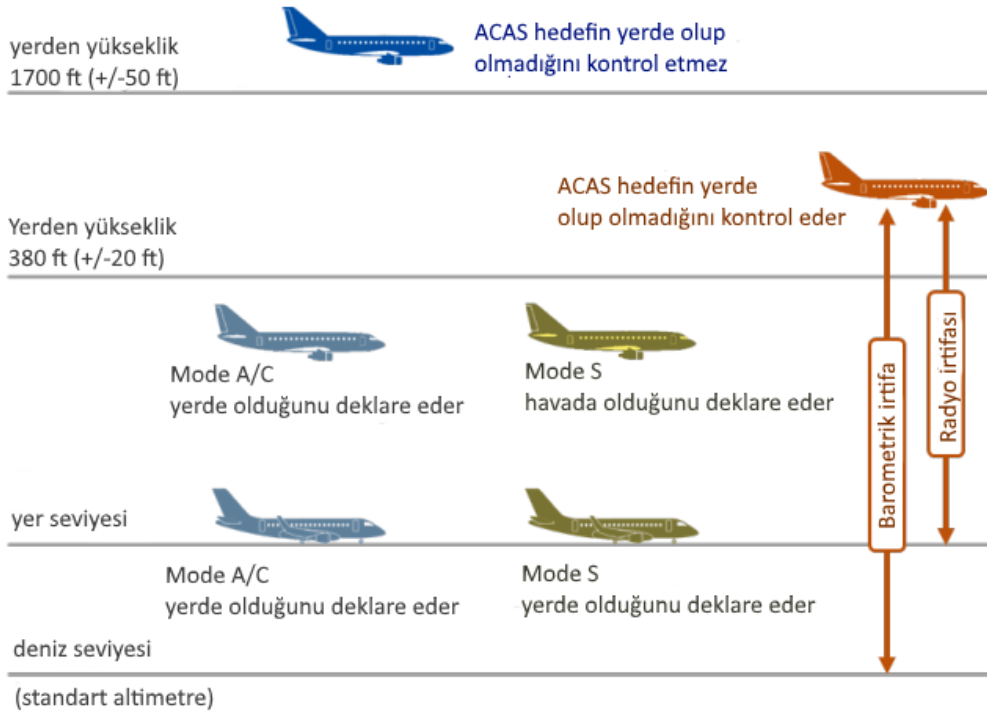 yerden yükseklik
1700 ft (+/-50 ft)
ACAS hedefin yerde olup
olmadığını kontrol etmez
ACAS hedefin yerde
olup olmadığını kontrol eder
Yerden yükseklik
380 ft (+/-20 ft)
Mode A/C
yerde olduğunu deklare eder
Mode S
havada olduğunu deklare eder
Barometrik irtifa
Radyo irtifası
yer seviyesi
Mode A/C
yerde olduğunu deklare eder
Mode S
yerde olduğunu deklare eder
deniz seviyesi
(standart altimetre)